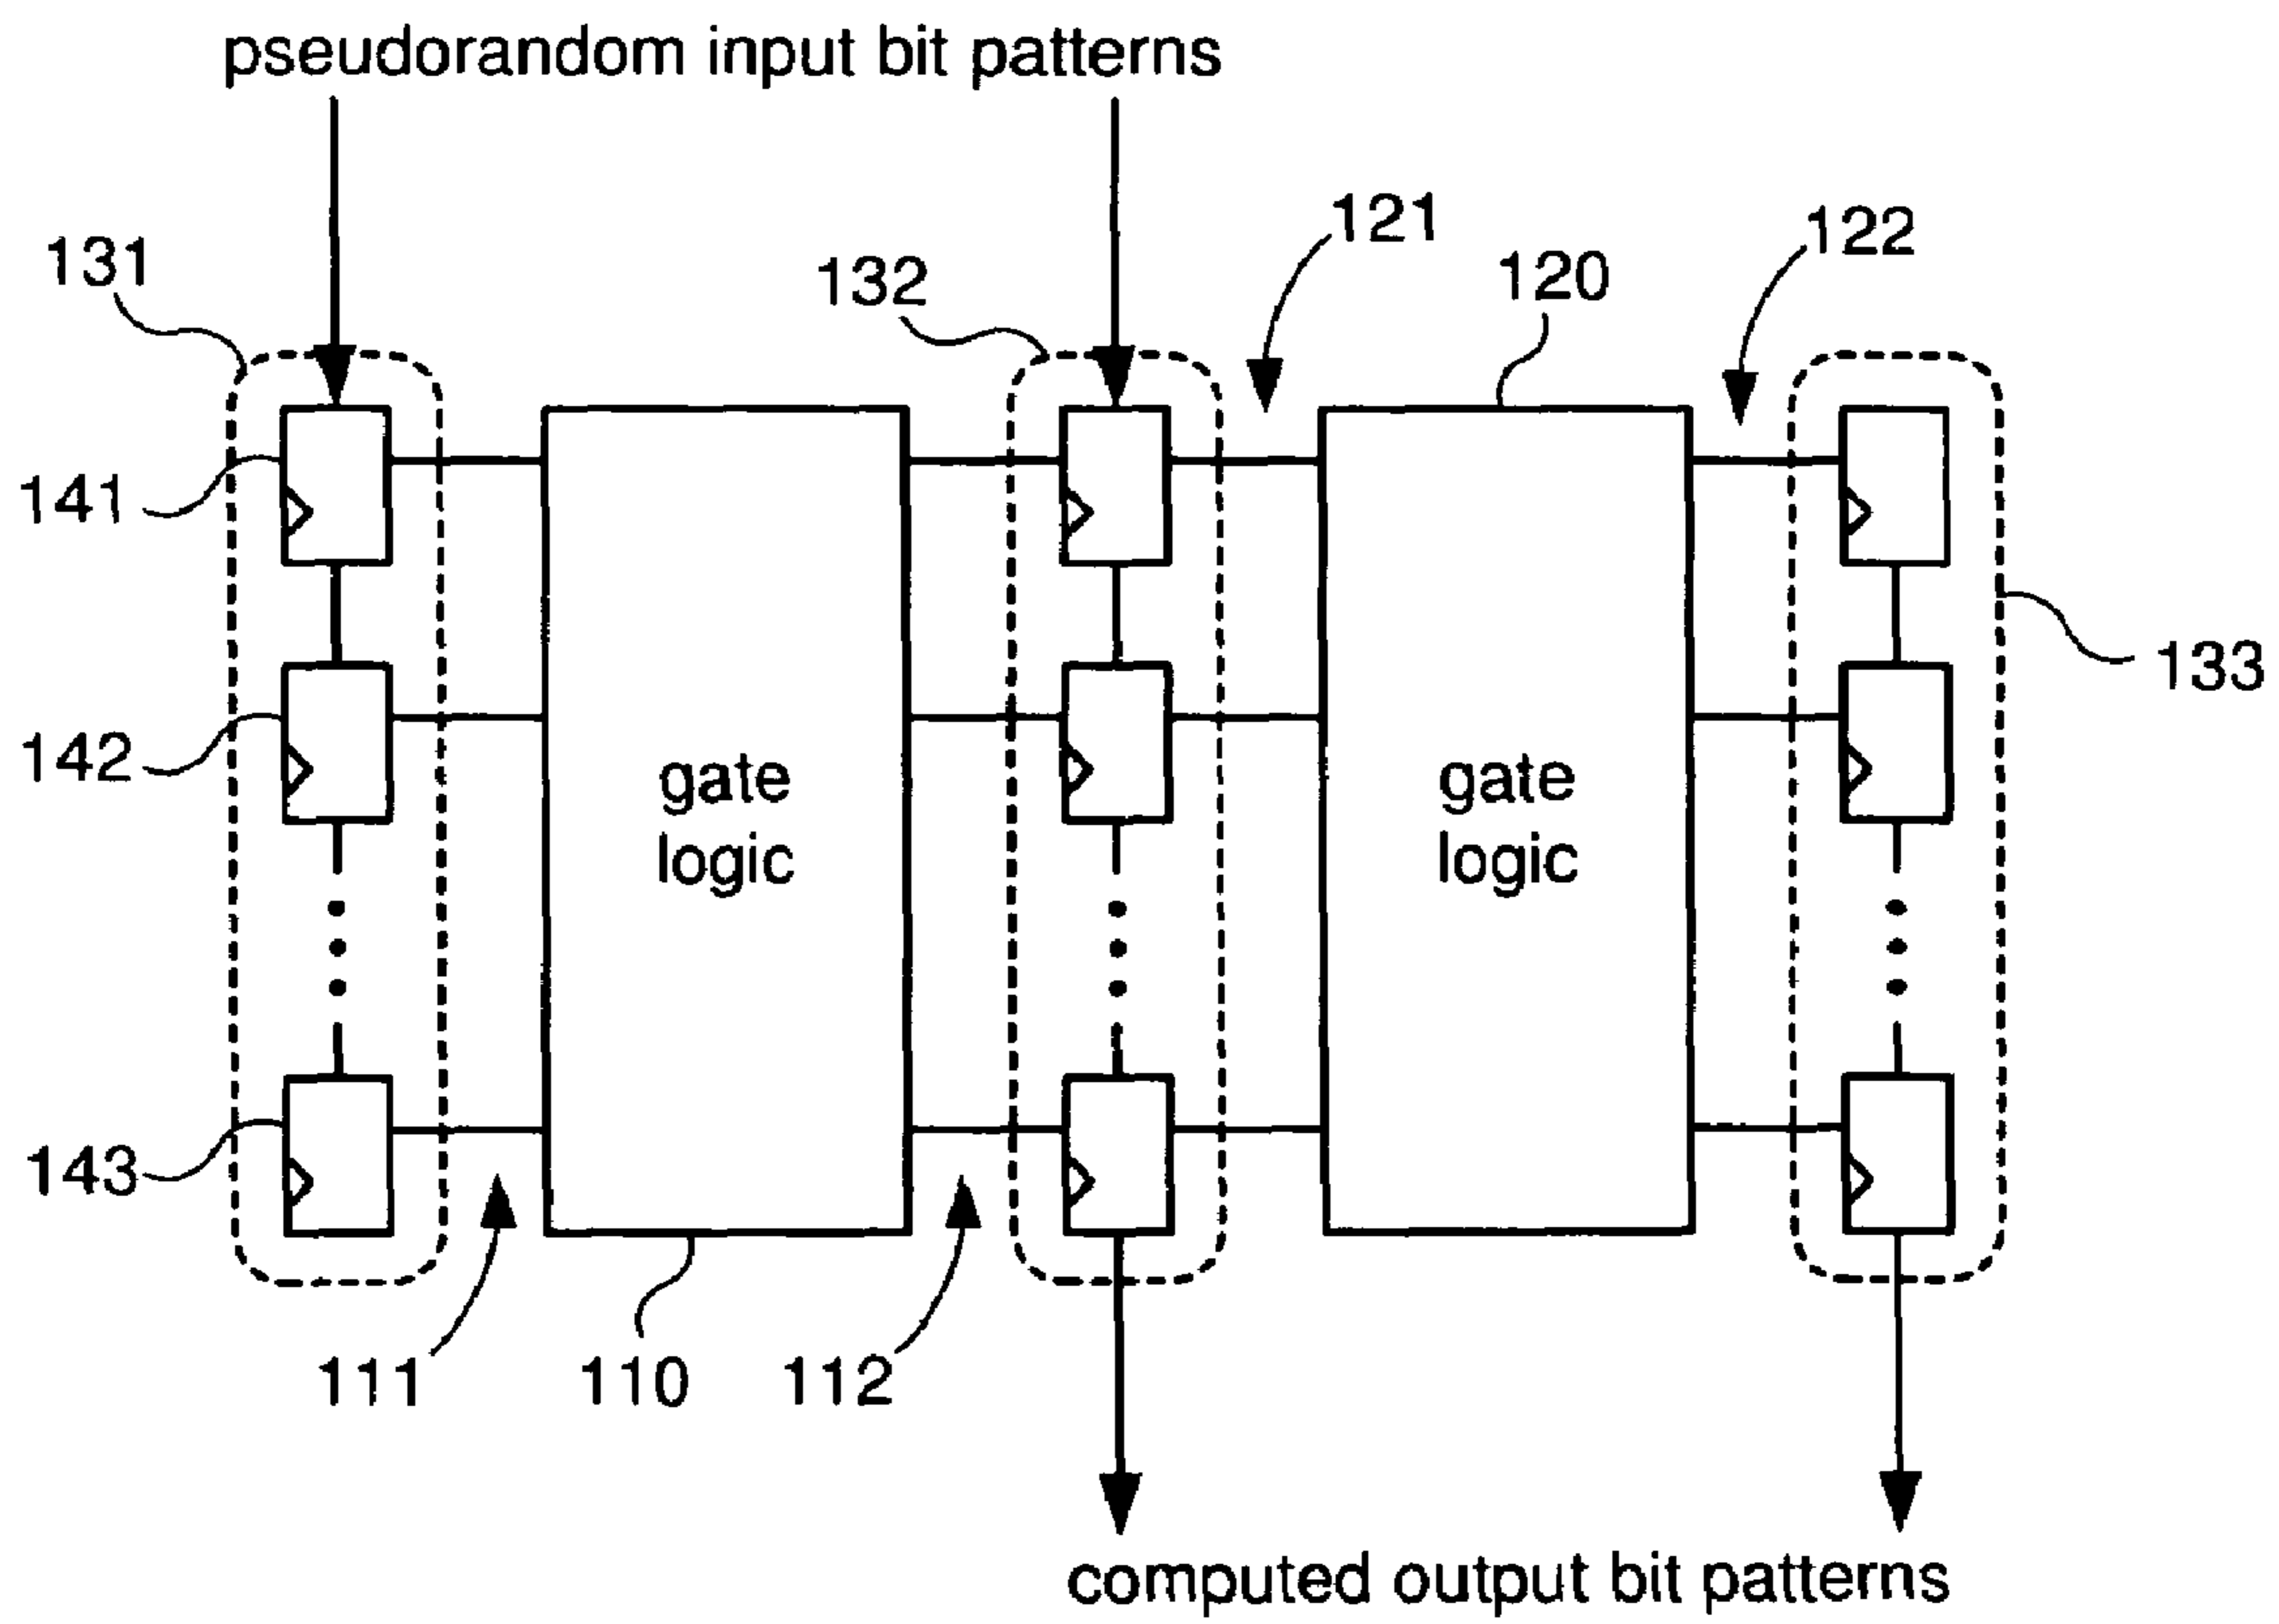 pseudorandom input bit patterns
121
122
131
132
120
141
133
142
gate
logic
gate
logic
143
111
110
112
computed output bit patterns